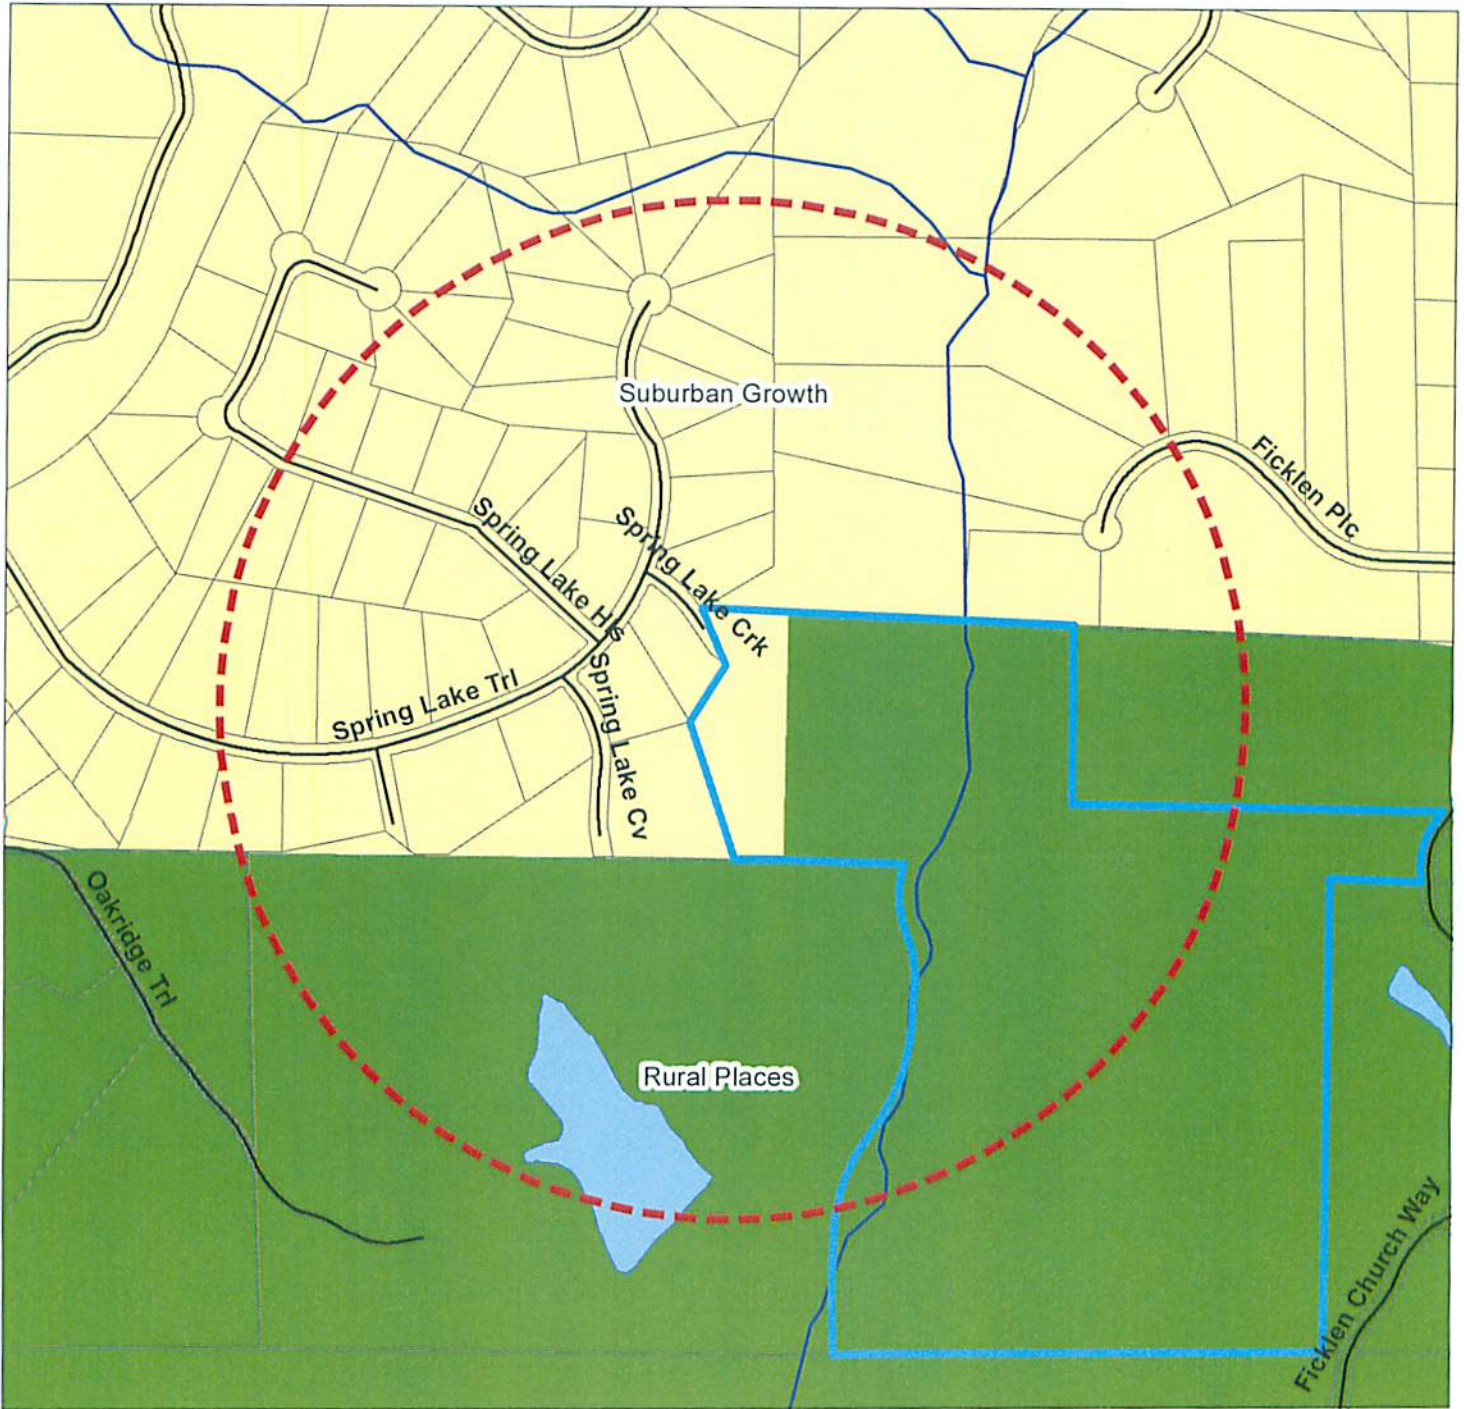 Suburban Growth
Ficklen Plc
Spring Lake Hls
Spring Lake Crk
Spring Lake Trl
Spring Lake Cv
Oakridge Trl
Rural Places
Ficklen Church Way